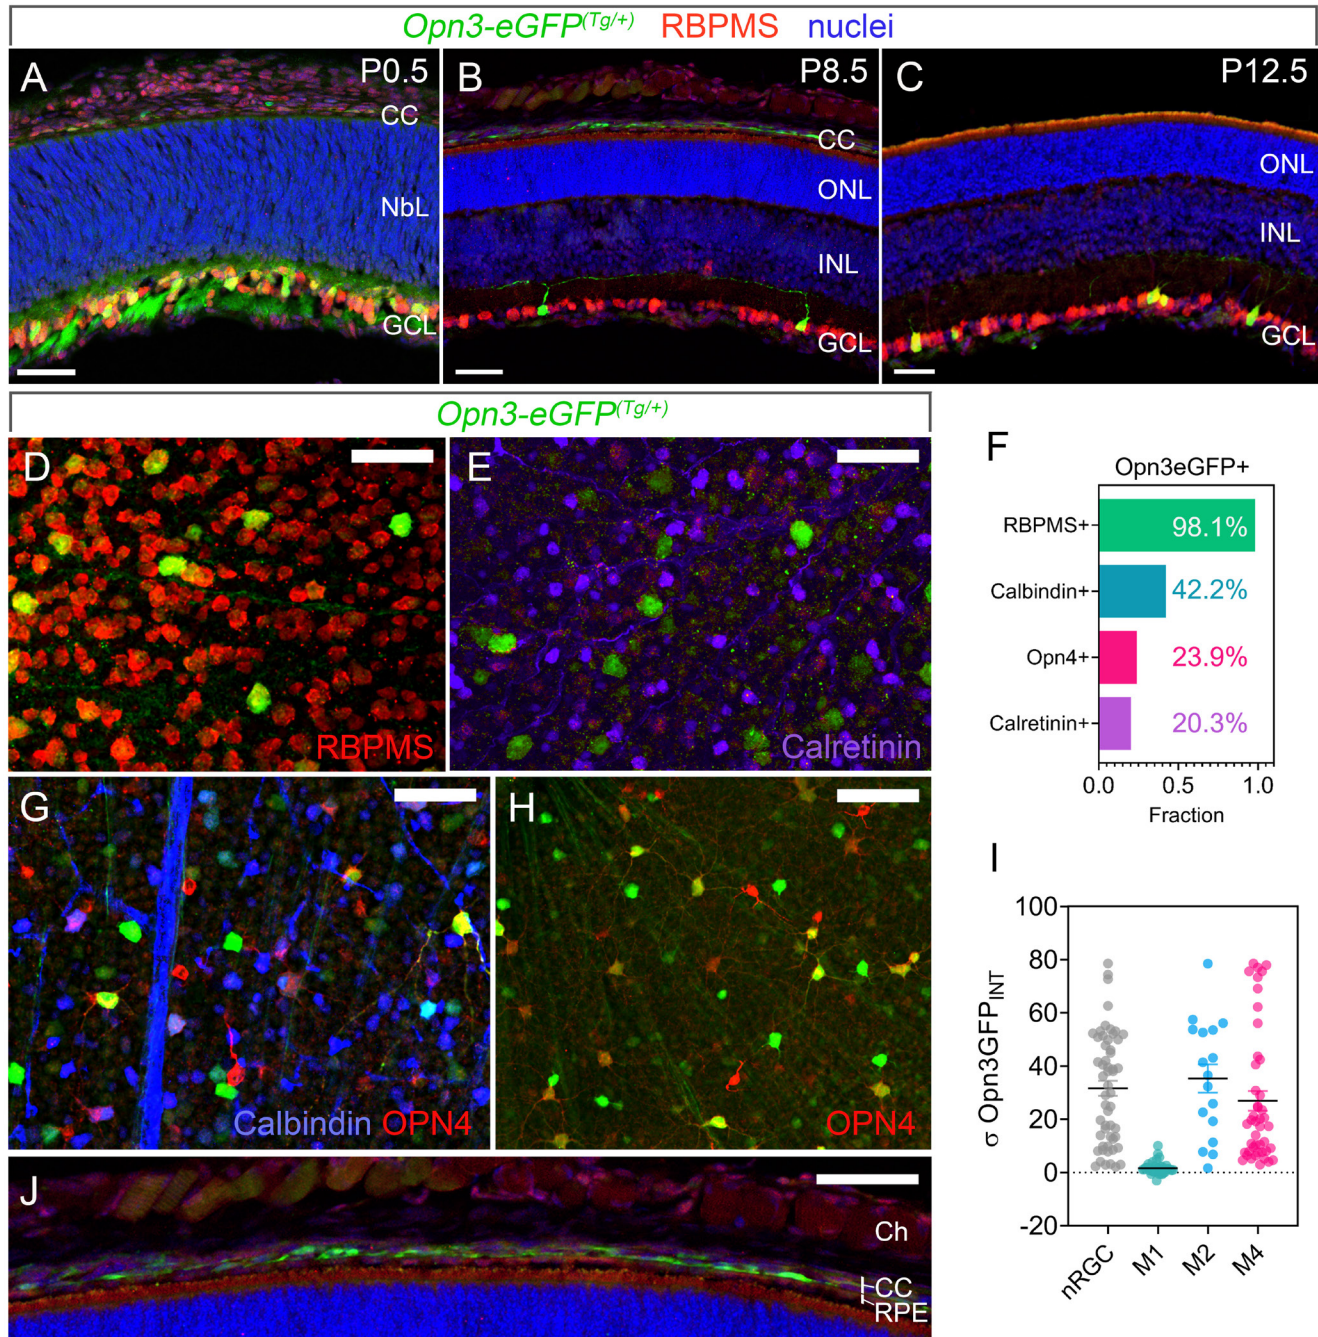 Opn3-eGFP(Tg/+) RBPMS nuclei
A P0.5
CC
NbL
GCL
B P8.5
CC
ONL
INL
GCL
C P12.5
ONL
INL
GCL
Opn3-eGFP(Tg/+)
D
RBPMS
E
Calretinin
F
Opn3eGFP+
RBPMS+ 98.1%
Calbindin+ 42.2%
Opn4+ 23.9%
Calretinin+ 20.3%
0.0 0.5 1.0
Fraction
G
Calbindin OPN4
H
OPN4
I
σ Opn3GFPINT
100
80
60
40
20
0
-20
nRGC M1 M2 M4
J
Ch
CC
RPE